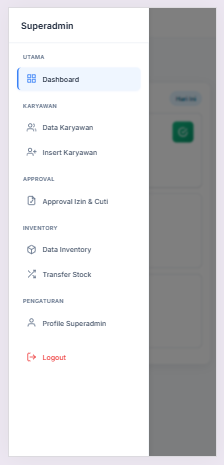 Superadmin
UTAMA
Dashboard
KARYAWAN
Data Karyawan
Insert Karyawan
APPROVAL
Approval Izin & Cuti
INVENTORY
Data Inventory
Transfer Stock
PENGATURAN
Profile Superadmin
Logout